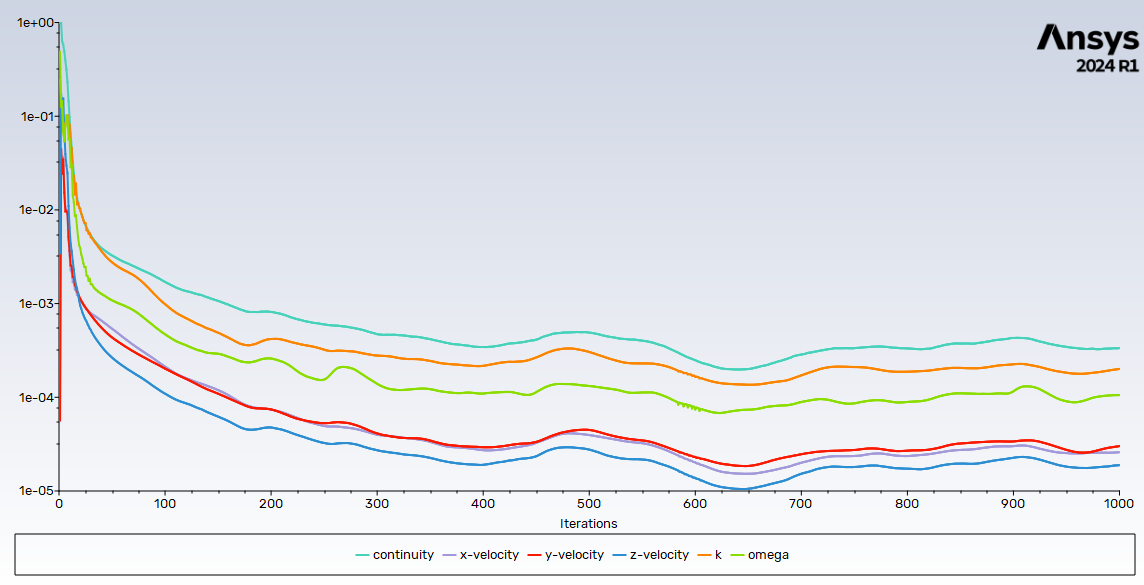 1e+00
Ansys
2024 R1
1e-01
1e-02
1e-03
1e-04
1e-05
0 100 200 300 400 500 600 700 800 900 1000
Iterations
continuity x-velocity y-velocity z-velocity k omega